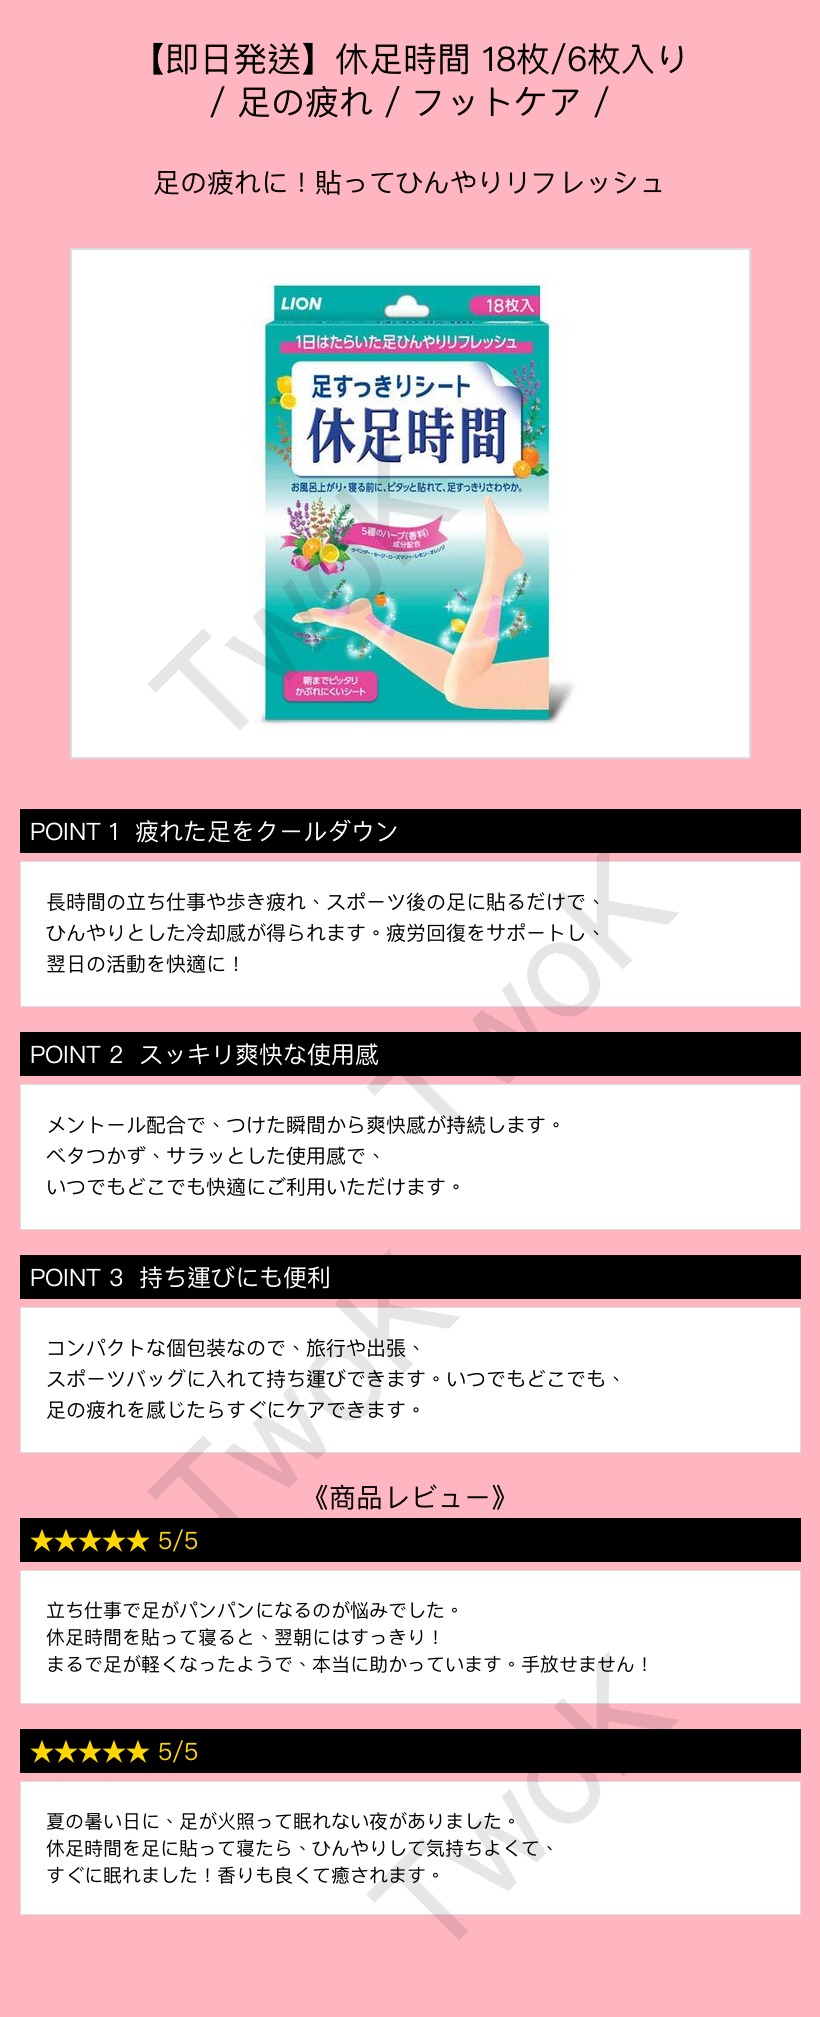 【即日発送】休足時間 18枚/6枚入り
/ 足の疲れ / フットケア /
足の疲れに！貼ってひんやりリフレッシュ
LION
18枚入
1日はたらいた足ひんやりリフレッシュ
足すっきりシート
休足時間
お風呂上がり・寝る前に、ピタッと貼れて、足すっきりさわやか。
5種のハーブ(香料)
成分配合
ラベンダー・セージ・ローズマリー・レモン・オレンジ
朝までピッタリ
かぶれにくいシート
TwoK
POINT 1 疲れた足をクールダウン
長時間の立ち仕事や歩き疲れ、スポーツ後の足に貼るだけで、
ひんやりとした冷却感が得られます。疲労回復をサポートし、
翌日の活動を快適に！
TwoK
POINT 2 スッキリ爽快な使用感
メントール配合で、つけた瞬間から爽快感が持続します。
ベタつかず、サラッとした使用感で、
いつでもどこでも快適にご利用いただけます。
POINT 3 持ち運びにも便利
コンパクトな個包装なので、旅行や出張、
スポーツバッグに入れて持ち運びできます。いつでもどこでも、
足の疲れを感じたらすぐにケアできます。
TwoK
《商品レビュー》
★★★★★ 5/5
立ち仕事で足がパンパンになるのが悩みでした。
休足時間を貼って寝ると、翌朝にはすっきり！
まるで足が軽くなったようで、本当に助かっています。手放せません！
★★★★★ 5/5
夏の暑い日に、足が火照って眠れない夜がありました。
休足時間を足に貼って寝たら、ひんやりして気持ちよくて、
すぐに眠れました！香りも良くて癒されます。
TwoK